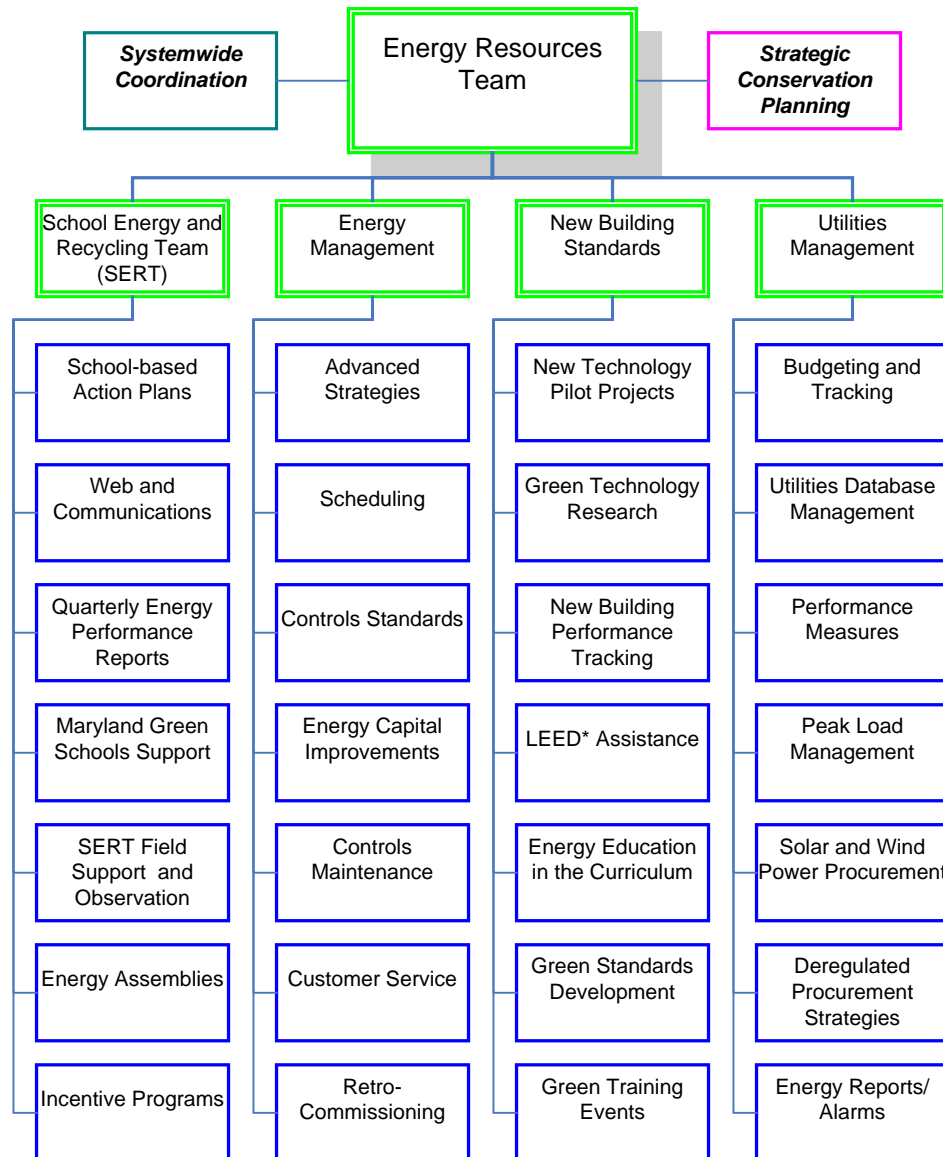 Systemwide
Coordination
Energy Resources
Team
Strategic
Conservation
Planning
School Energy and
Recycling Team
(SERT)
Energy
Management
New Building
Standards
Utilities
Management
School-based
Action Plans
Advanced
Strategies
New Technology
Pilot Projects
Budgeting and
Tracking
Web and
Communications
Scheduling
Green Technology
Research
Utilities Database
Management
Quarterly Energy
Performance
Reports
Controls Standards
New Building
Performance
Tracking
Performance
Measures
Maryland Green
Schools Support
Energy Capital
Improvements
LEED* Assistance
Peak Load
Management
SERT Field
Support and
Observation
Controls
Maintenance
Energy Education
in the Curriculum
Solar and Wind
Power Procurement
Energy Assemblies
Customer Service
Green Standards
Development
Deregulated
Procurement
Strategies
Incentive Programs
Retro-
Commissioning
Green Training
Events
Energy Reports/
Alarms